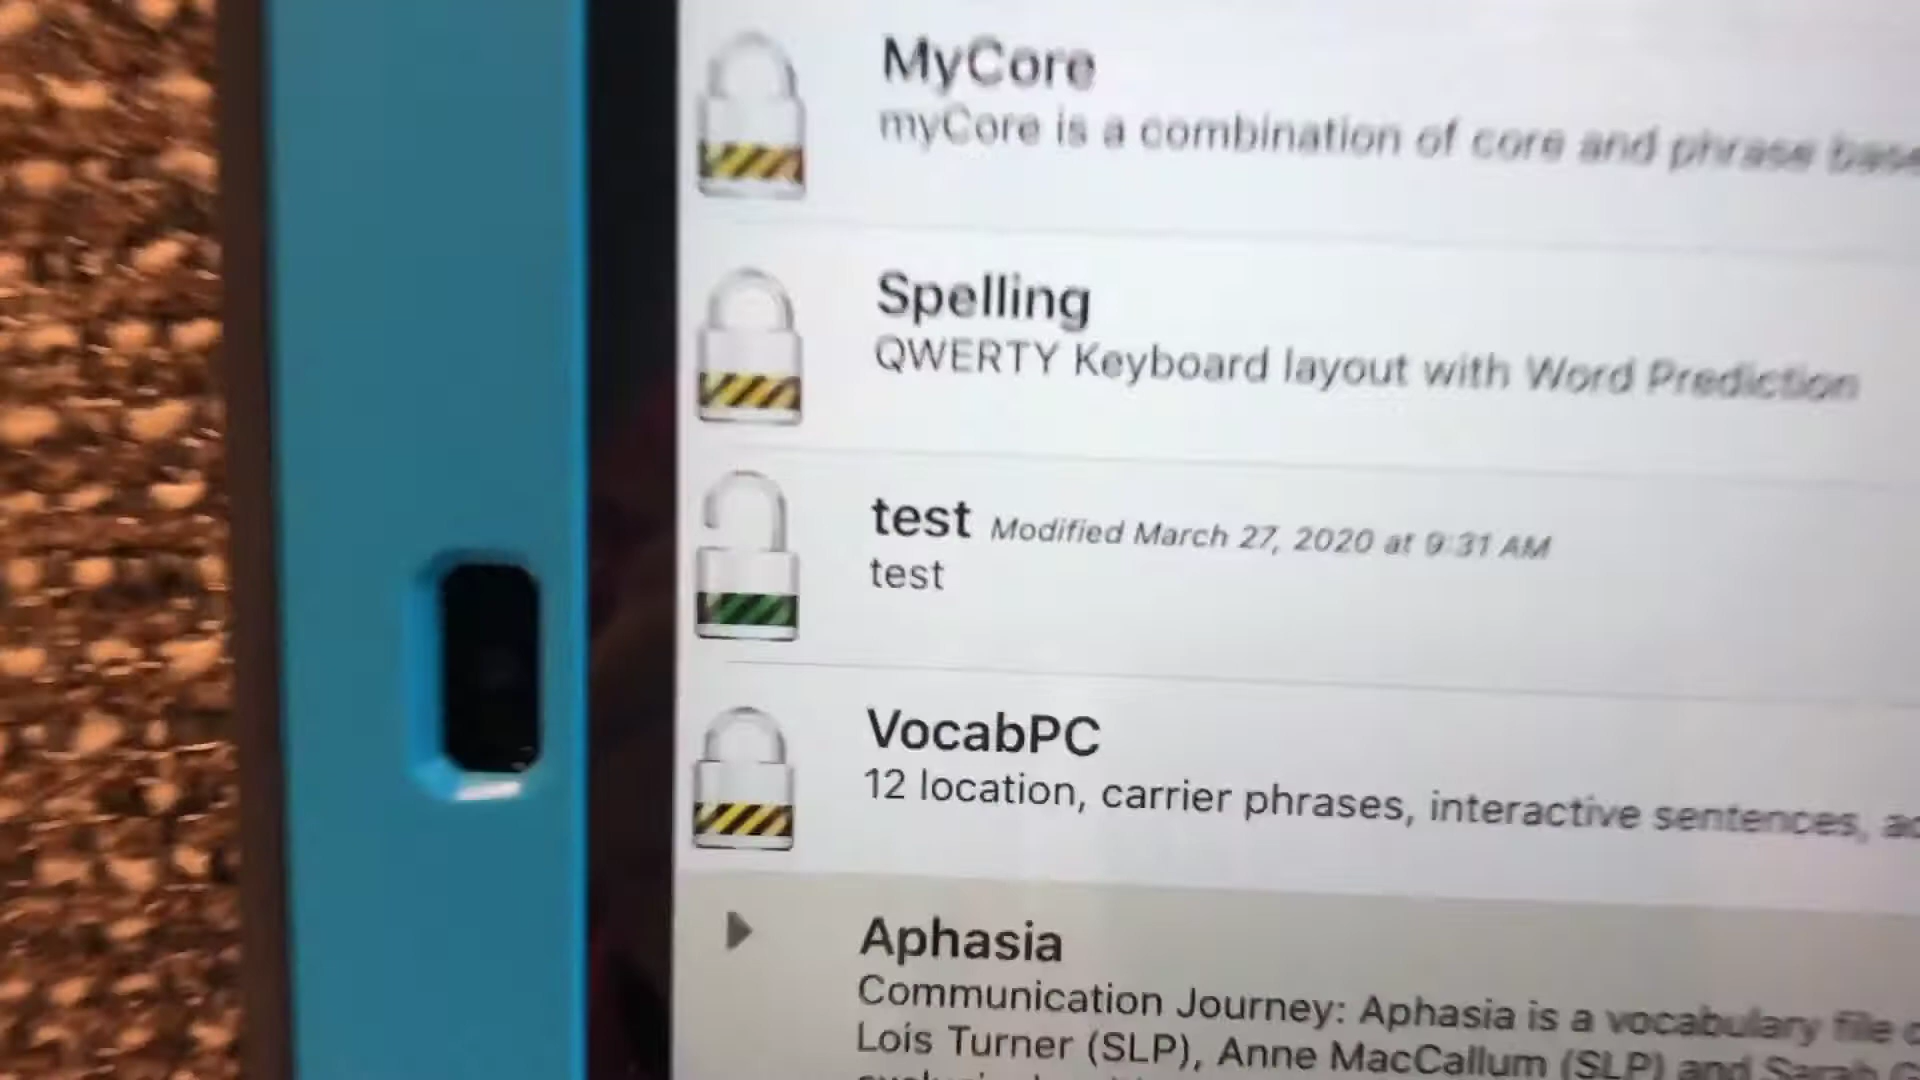 MyCore
myCore is a combination of core and phrase base
Spelling
QWERTY Keyboard layout with Word Prediction
test Modified March 27, 2020 at 9:31 AM
test
VocabPC
12 location, carrier phrases, interactive sentences,
Aphasia
Communication Journey: Aphasia is a vocabulary file
Lois Turner (SLP), Anne MacCallum (SLP) and Sarah